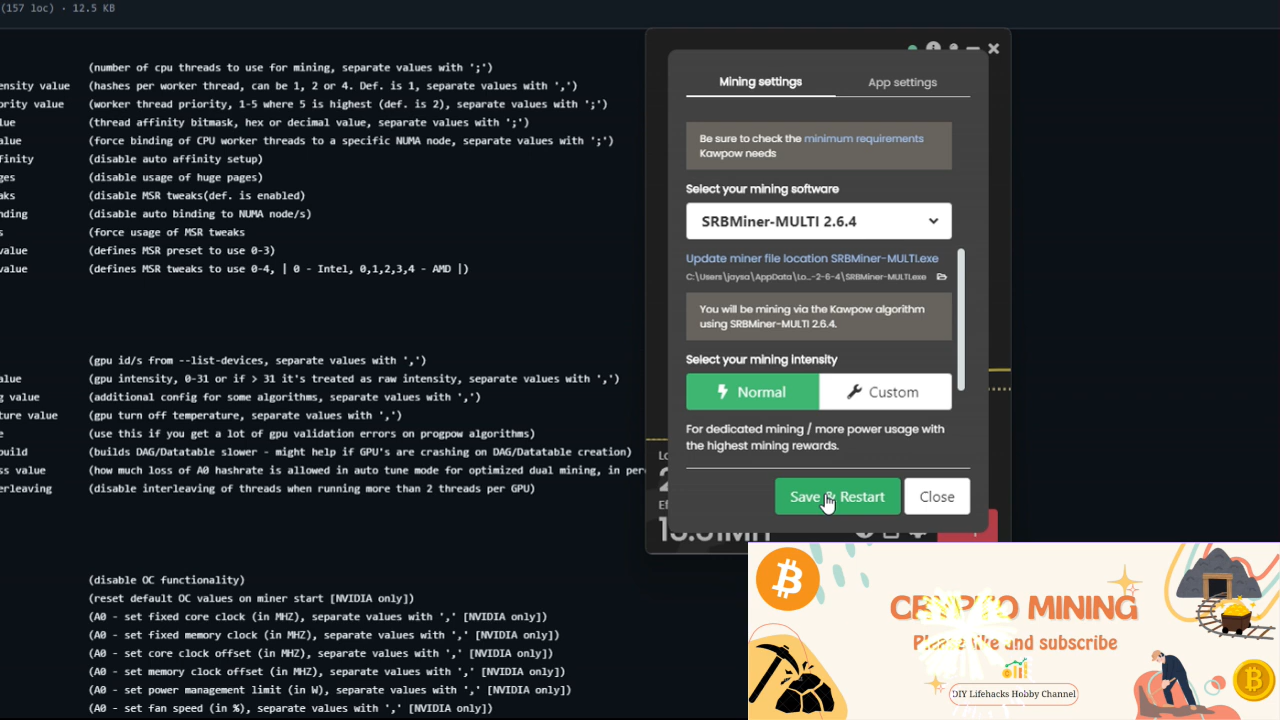 (157 loc) · 12.5 KB
(number of cpu threads to use for mining, separate values with ';')
ensity value (hashes per worker thread, can be 1, 2 or 4. Def. is 1, separate values with ',')
ority value (worker thread priority, 1-5 where 5 is highest (def. is 2), separate values with ';')
lue (thread affinity bitmask, hex or decimal value, separate values with ';')
alue (force binding of CPU worker threads to a specific NUMA node, separate values with ';')
finity (disable auto affinity setup)
ges (disable usage of huge pages)
aks (disable MSR tweaks(def. is enabled)
nding (disable auto binding to NUMA node/s)
s (force usage of MSR tweaks
value (defines MSR preset to use 0-3)
value (defines MSR tweaks to use 0-4, | 0 - Intel, 0,1,2,3,4 - AMD |)
(gpu id/s from --list-devices, separate values with ',')
alue (gpu intensity, 0-31 or if > 31 it's treated as raw intensity, separate values with ',')
g value (additional config for some algorithms, separate values with ',')
ture value (gpu turn off temperature, separate values with ',')
e (use this if you get a lot of gpu validation errors on progpow algorithms)
build (builds DAG/Datatable slower - might help if GPU's are crashing on DAG/Datatable creation)
ss value (how much loss of A0 hashrate is allowed in auto tune mode for optimized dual mining, in per
erleaving (disable interleaving of threads when running more than 2 threads per GPU)
(disable OC functionality)
(reset default OC values on miner start [NVIDIA only])
(A0 - set fixed core clock (in MHZ), separate values with ',' [NVIDIA only])
(A0 - set fixed memory clock (in MHZ), separate values with ',' [NVIDIA only])
(A0 - set core clock offset (in MHZ), separate values with ',' [NVIDIA only])
(A0 - set memory clock offset (in MHZ), separate values with ',' [NVIDIA only])
(A0 - set power management limit (in W), separate values with ',' [NVIDIA only])
(A0 - set fan speed (in %), separate values with ',' [NVIDIA only])
Mining settings App settings
Be sure to check the minimum requirements
Kawpow needs
Select your mining software
SRBMiner-MULTI 2.6.4
Update miner file location SRBMiner-MULTI.exe
C:\Users\jaysa\AppData\Lo...-2-6-4\SRBMiner-MULTI.exe
You will be mining via the Kawpow algorithm
using SRBMiner-MULTI 2.6.4.
Select your mining intensity
Normal Custom
For dedicated mining / more power usage with
the highest mining rewards.
Save & Restart Close
CRYPTO MINING
Please like and subscribe
DIY Lifehacks Hobby Channel